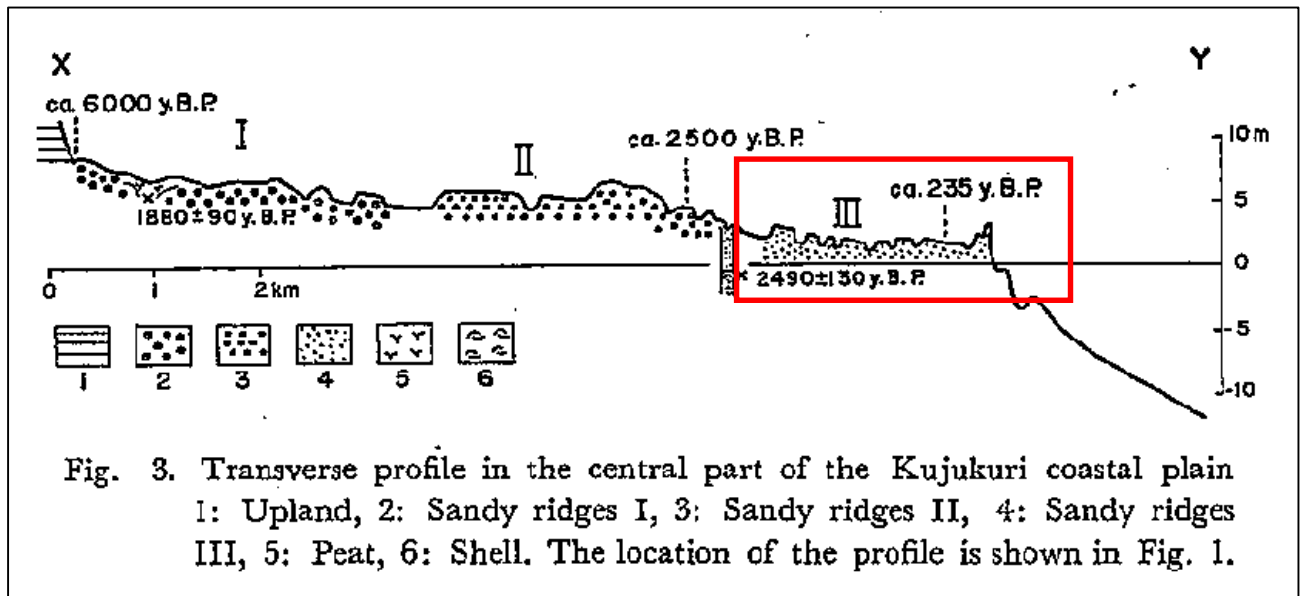 X
Y
ca. 6000 y.B.P.
I
II
ca. 2500 y.B.P.
III
ca. 235 y.B.P.
1880±90 y.B.P.
2490±130 y.B.P.
10m
5
0
-5
-10
0 1 2km
1 2 3 4 5 6
Fig. 3. Transverse profile in the central part of the Kujukuri coastal plain
1: Upland, 2: Sandy ridges I, 3: Sandy ridges II, 4: Sandy ridges
III, 5: Peat, 6: Shell. The location of the profile is shown in Fig. 1.